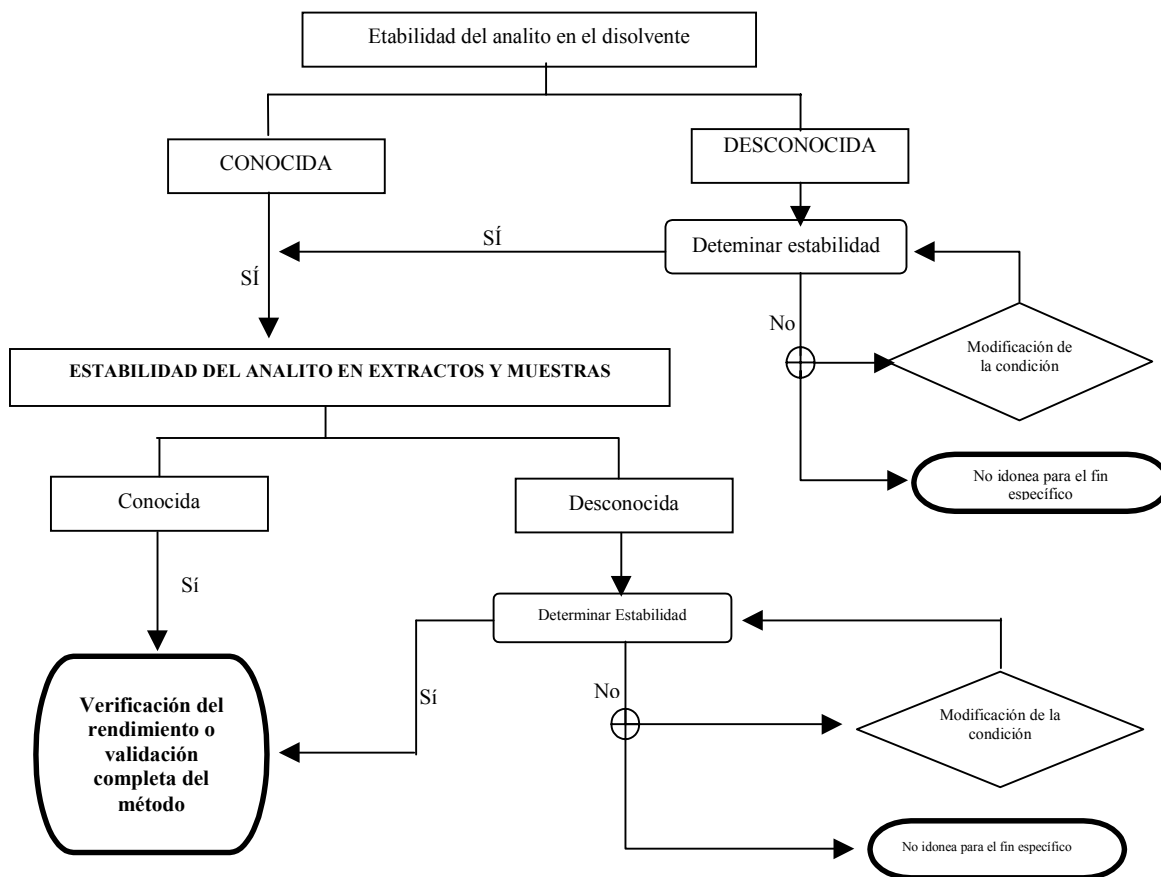 Etabilidad del analito en el disolvente
CONOCIDA
DESCONOCIDA
SÍ
Deteminar estabilidad
SÍ
No
Modificación de
la condición
ESTABILIDAD DEL ANALITO EN EXTRACTOS Y MUESTRAS
No idonea para el fin
específico
Conocida
Desconocida
Sí
Determinar Estabilidad
Sí
No
Verificación del
rendimiento o
validación
completa del
método
Modificación de la
condición
No idonea para el fin específico